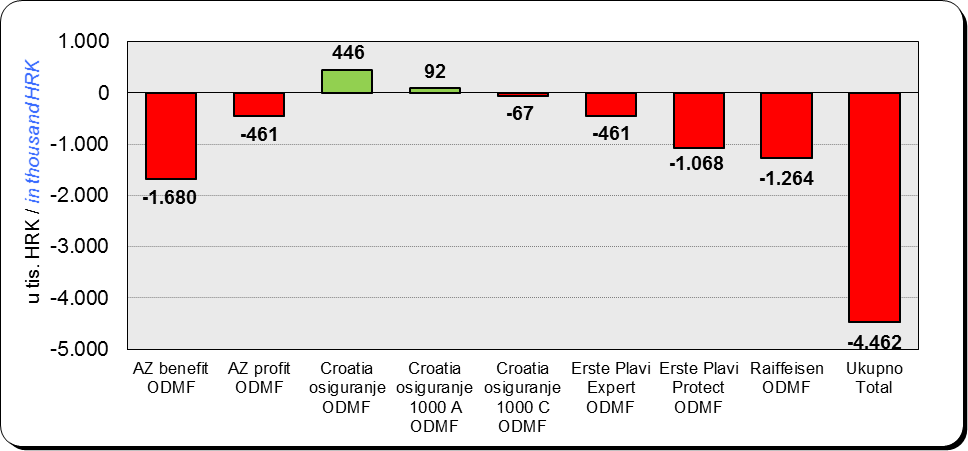 u tis. HRK / in thousand HRK
1.000
0
-1.000
-2.000
-3.000
-4.000
-5.000
-1.680
-461
446
92
-67
-461
-1.068
-1.264
-4.462
AZ benefit
ODMF
AZ profit
ODMF
Croatia
osiguranje
ODMF
Croatia
osiguranje
1000 A
ODMF
Croatia
osiguranje
1000 C
ODMF
Erste Plavi
Expert
ODMF
Erste Plavi
Protect
ODMF
Raiffeisen
ODMF
Ukupno
Total